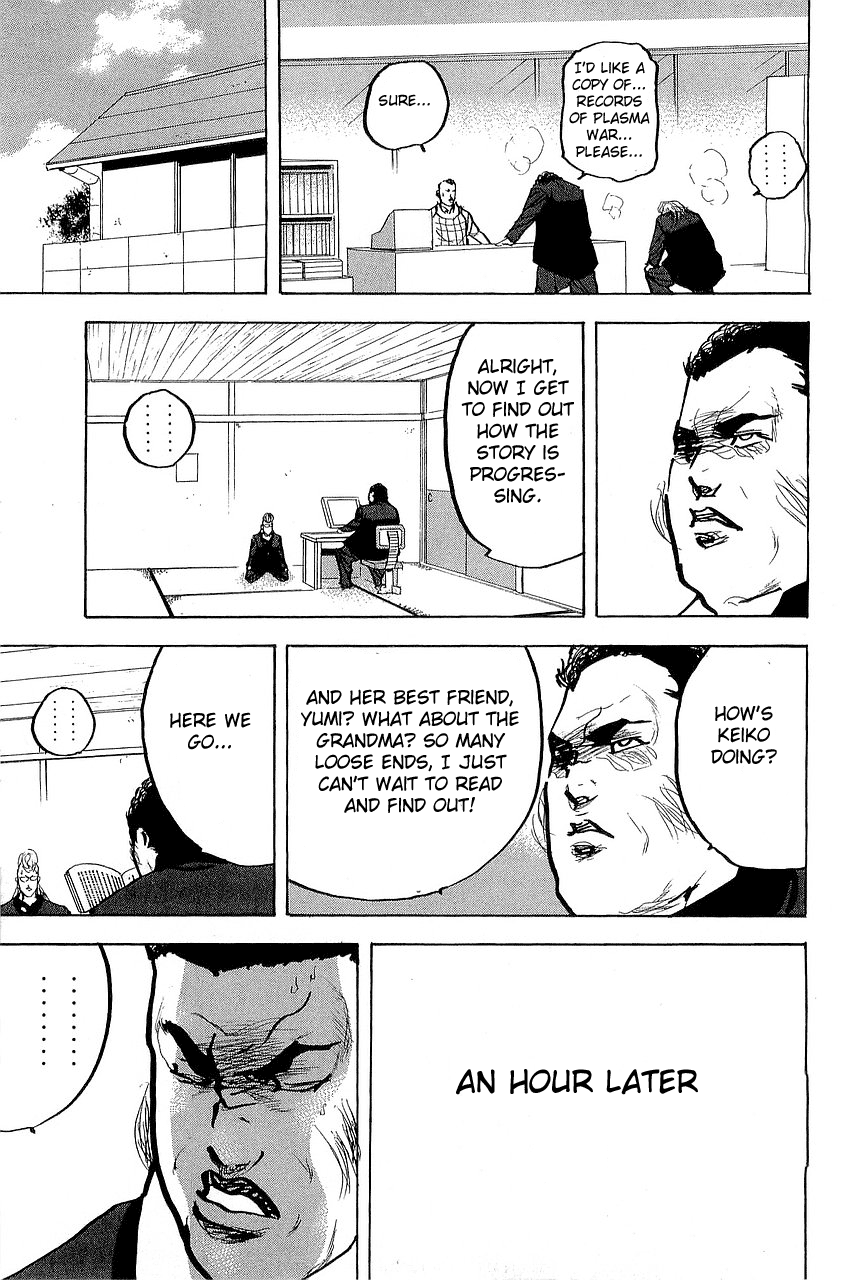 I'D LIKE A
COPY OF...
RECORDS
OF PLASMA
WAR...
PLEASE...
SURE...
ALRIGHT,
NOW I GET
TO FIND OUT
HOW THE
STORY IS
PROGRES-
SING.
HOW'S
KEIKO
DOING?
AND HER BEST FRIEND,
YUMI? WHAT ABOUT THE
GRANDMA? SO MANY
LOOSE ENDS, I JUST
CAN'T WAIT TO READ
AND FIND OUT!
HERE WE
GO...
AN HOUR LATER